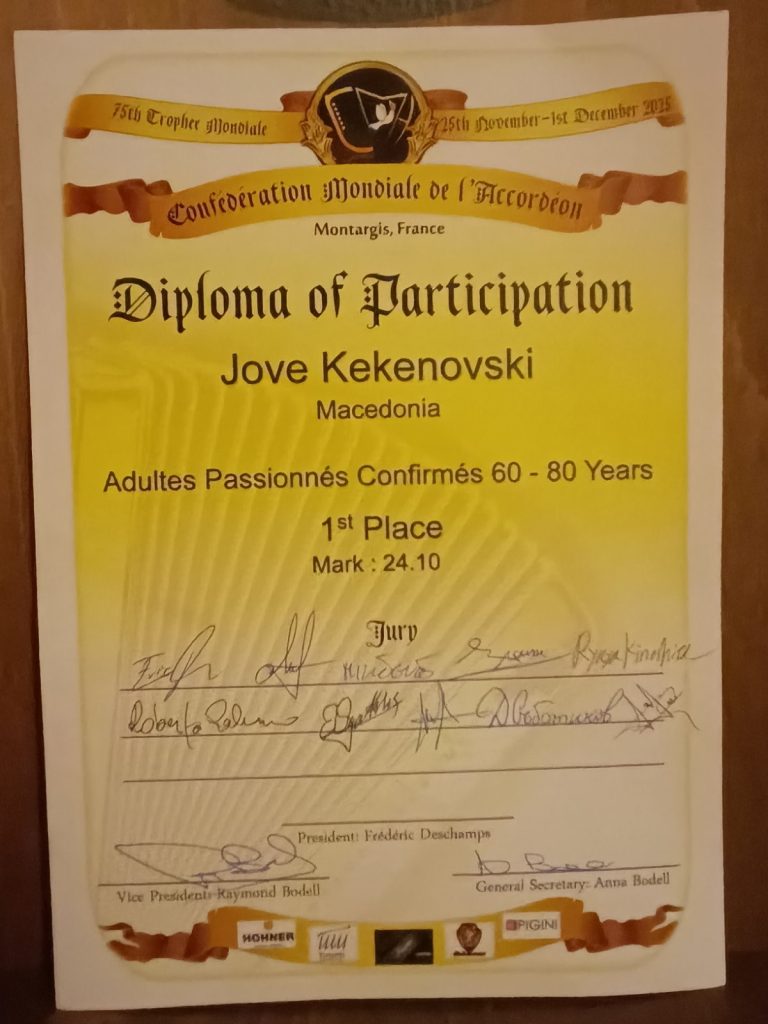 75th Trophee Mondiale
25th November-1st December 2025
Confédération Mondiale de l'Accordéon
Montargis, France
Diploma of Participation
Jove Kekenovski
Macedonia
Adultes Passionnés Confirmés 60 - 80 Years
1st Place
Mark : 24.10
Jury
President: Frédéric Deschamps
Vice President: Raymond Bodell
General Secretary: Anna Bodell
HOHNER
PIGINI